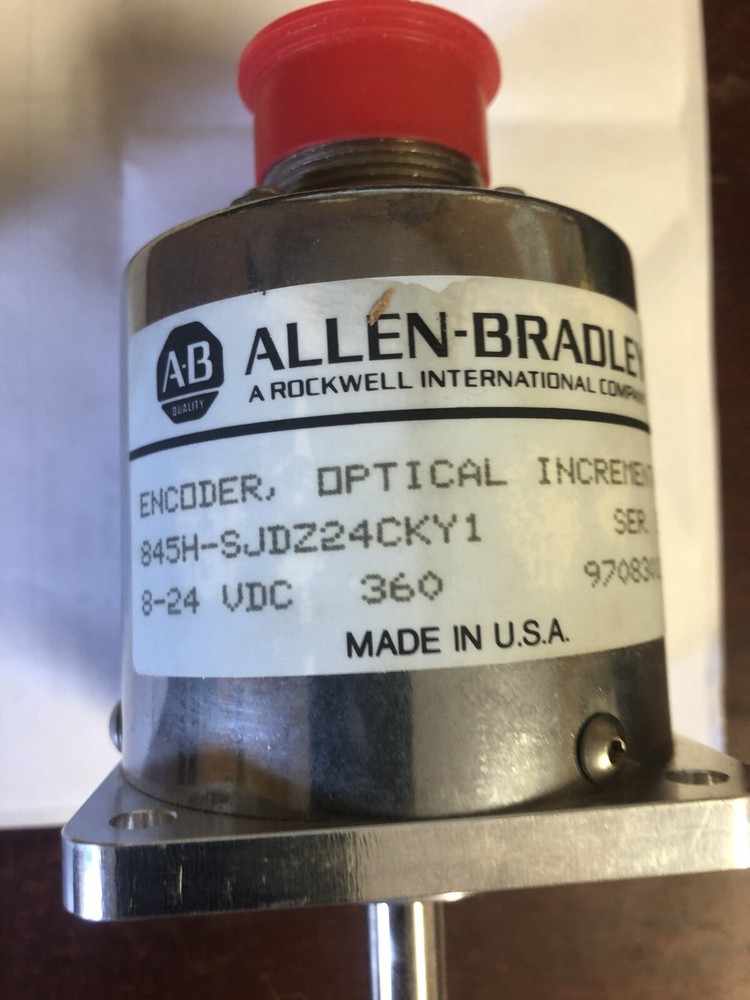 A-B
QUALITY
ALLEN-BRADLEY
A ROCKWELL INTERNATIONAL COMPANY
ENCODER, OPTICAL INCREMENT
845H-SJDZ24CKY1 SER
8-24 VDC 360 970830
MADE IN U.S.A.